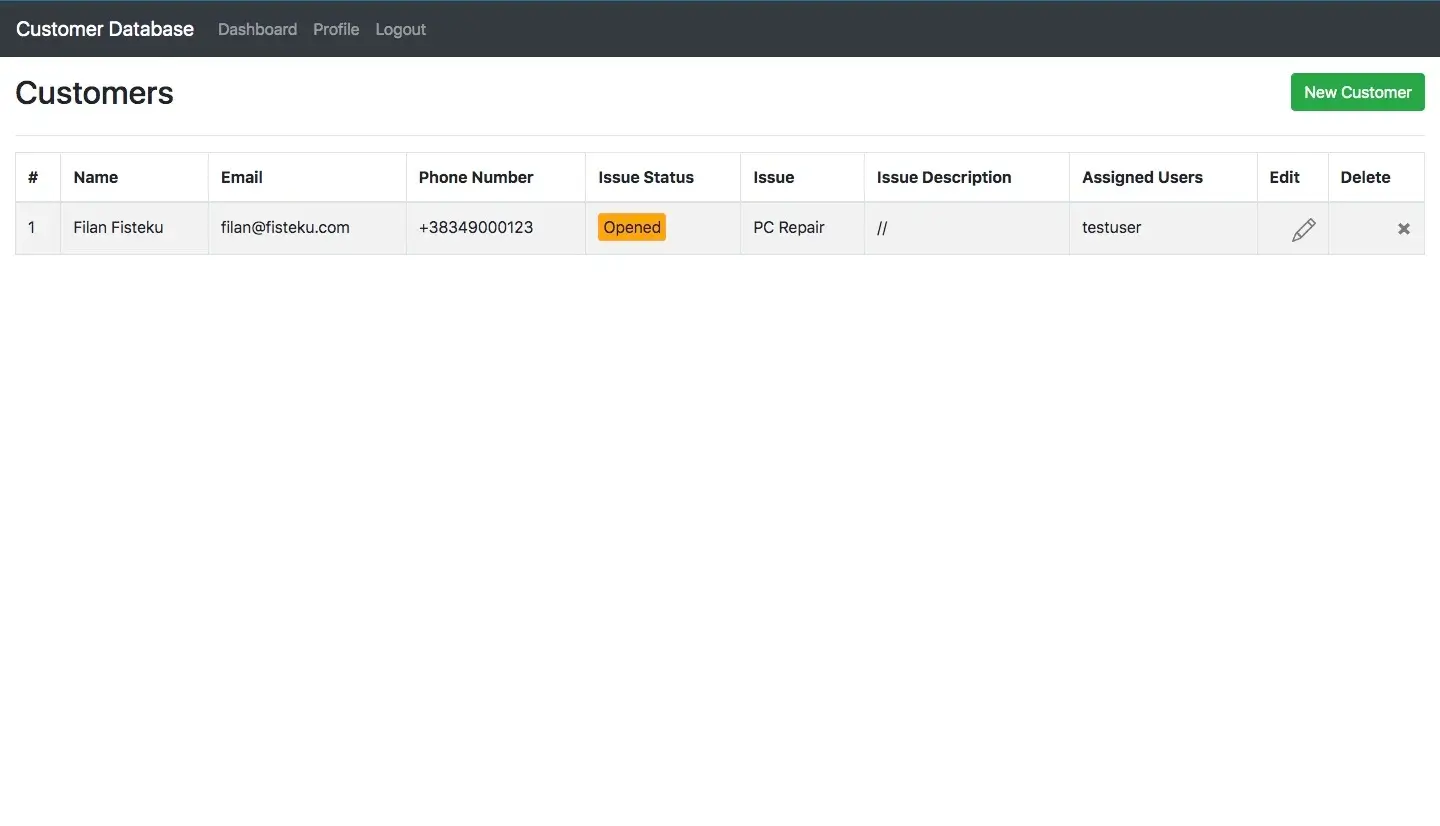 Customer Database Dashboard Profile Logout
Customers New Customer
# Name Email Phone Number Issue Status Issue Issue Description Assigned Users Edit Delete
1 Filan Fisteku filan@fisteku.com +38349000123 Opened PC Repair // testuser